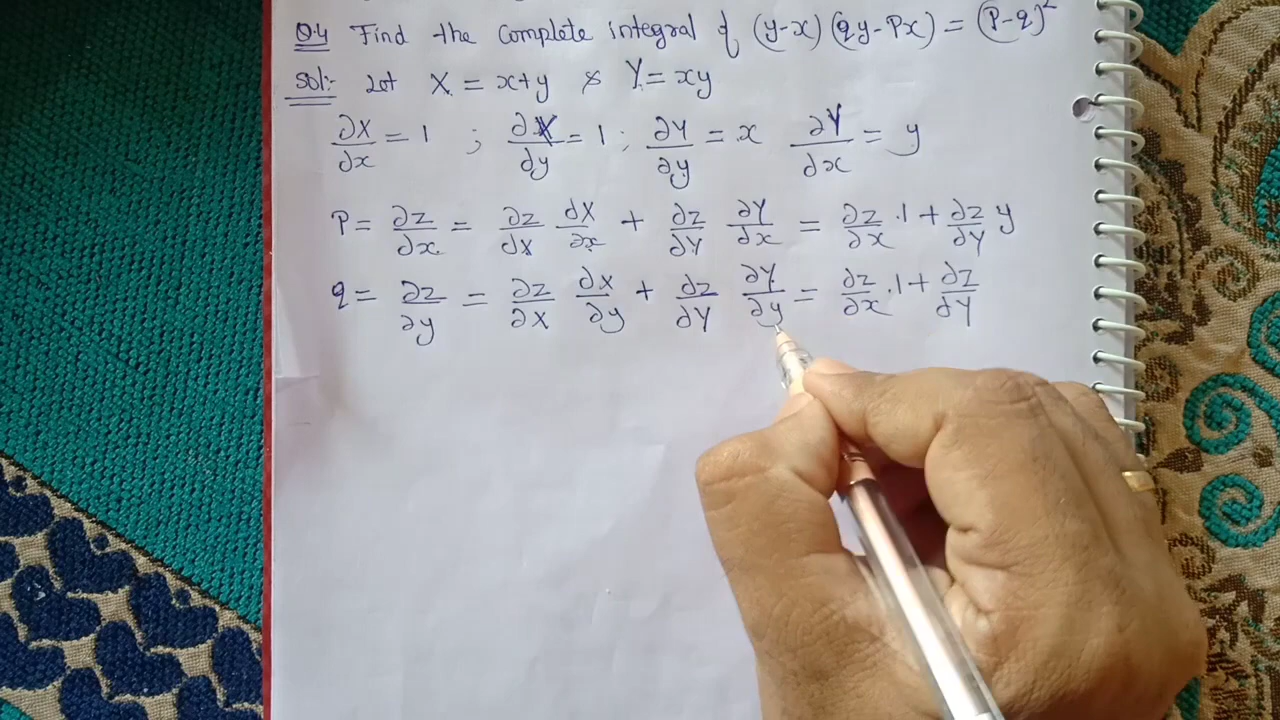 Q.4 Find the Complete integral of (y-x)(qy-Px) = (P-q)²
Sol:- Let X = x+y & Y = xy
∂X/∂x = 1 ; ∂X/∂y = 1 ; ∂Y/∂y = x ∂Y/∂x = y
P = ∂z/∂x = ∂z/∂X ∂X/∂x + ∂z/∂Y ∂Y/∂x = ∂z/∂x .1 + ∂z/∂Y y
q = ∂z/∂y = ∂z/∂X ∂X/∂y + ∂z/∂Y ∂Y/∂y = ∂z/∂x .1 + ∂z/∂Y